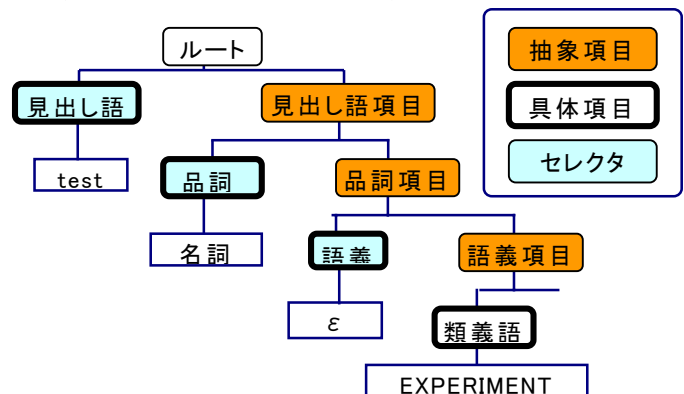 ルート
抽象項目
見出し語
見出し語項目
具体項目
test
品詞
品詞項目
セレクタ
名詞
語義
語義項目
ε
類義語
EXPERIMENT